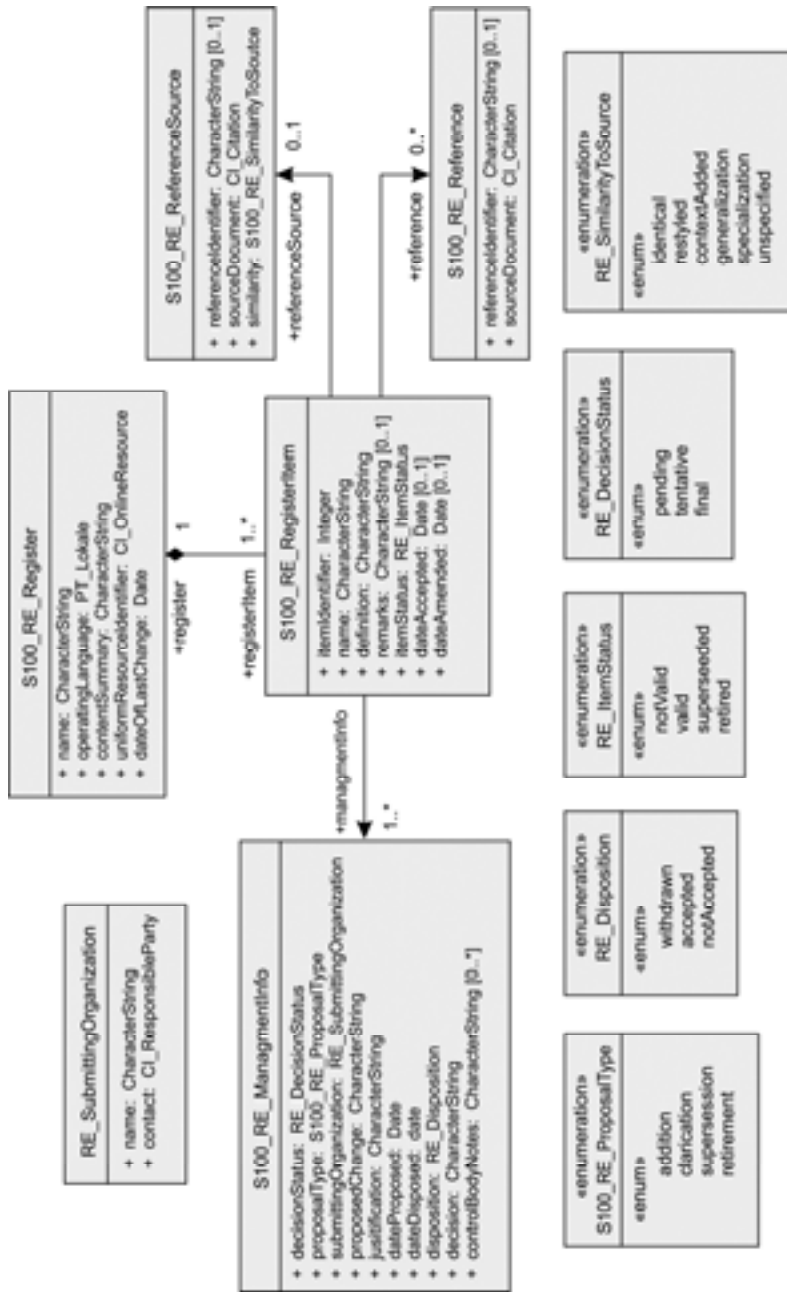 RE_SubmittingOrganization
+ name: CharacterString
+ contact: CI_ResponsibleParty
S100_RE_Register
+ name: CharacterString
+ operatingLanguage: PT_Lokale
+ contentSummary: CharacterString
+ uniformResourceIdentifier: CI_OnlineResource
+ dateOfLastChange: Date
+register
1
1..*
+registerItem
S100_RE_ManagmentInfo
+ decisionStatus: RE_DecisionStatus
+ proposalType: S100_RE_ProposalType
+ submittingOrganization: RE_SubmittingOrganization
+ proposedChange: CharacterString
+ jusitification: CharacterString
+ dateProposed: Date
+ dateDisposed: date
+ disposition: RE_Disposition
+ decision: CharacterString
+ controlBodyNotes: CharacterString [0..*]
+managmentInfo
1..*
S100_RE_RegisterItem
+ itemIdentifier: Integer
+ name: CharacterString
+ definition: CharacterString
+ remarks: CharacterString [0..1]
+ itemStatus: RE_ItemStatus
+ dateAccepted: Date [0..1]
+ dateAmended: Date [0..1]
S100_RE_ReferenceSource
+ referenceIdentifier: CharacterString [0..1]
+ sourceDocument: CI_Citation
+ similarity: S100_RE_SimilarityToSoutce
+referenceSource
0..1
+reference
0..*
S100_RE_Reference
+ referenceIdentifier: CharacterString [0..1]
+ sourceDocument: CI_Citation
«enumeration»
S100_RE_ProposalType
«enum»
addition
clarication
supersession
retirement
«enumeration»
RE_Disposition
«enum»
withdrawn
accepted
notAccepted
«enumeration»
RE_ItemStatus
«enum»
notValid
valid
superseeded
retired
«enumeration»
RE_DecisionStatus
«enum»
pending
tentative
final
«enumeration»
RE_SimilarityToSource
«enum»
identical
restyled
contextAdded
generalization
specialization
unspecified